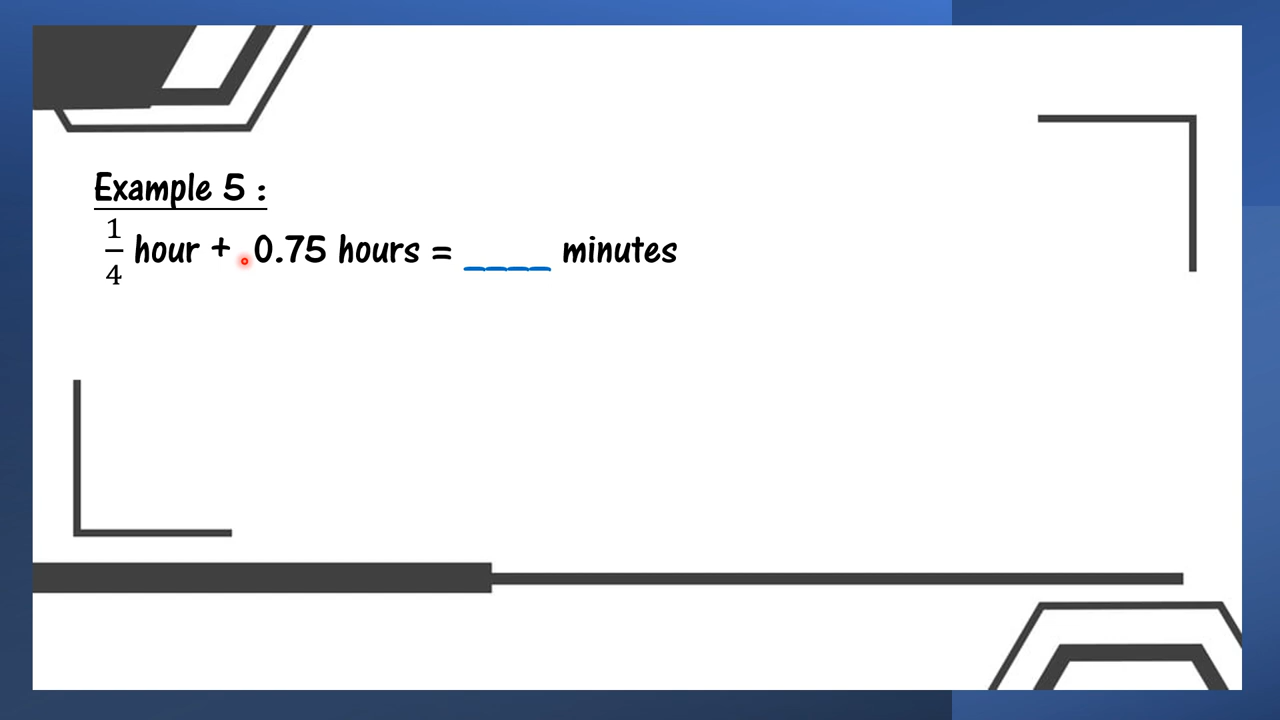 Example 5 :
1/4 hour + 0.75 hours = ____ minutes